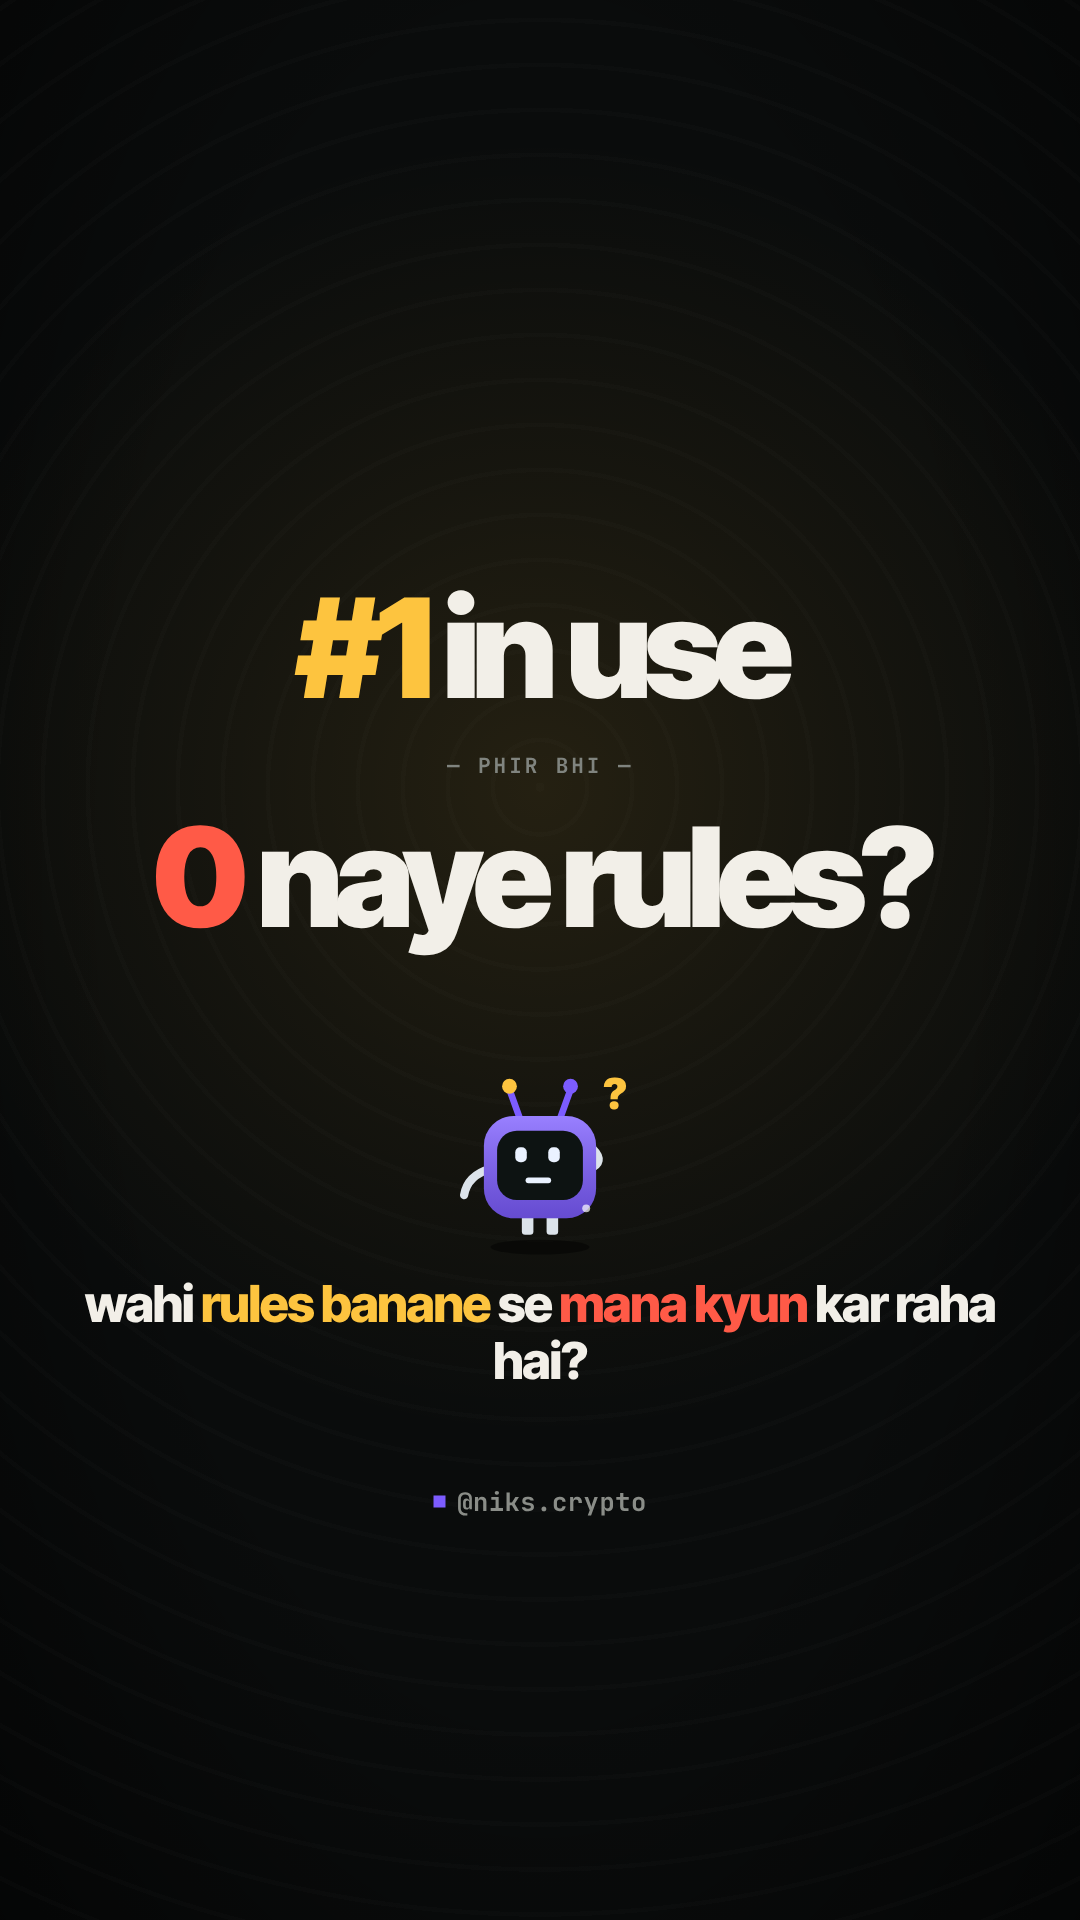 #1 in use
— PHIR BHI —
0 naye rules?
?
wahi rules banane se mana kyun kar raha
hai?
@niks.crypto